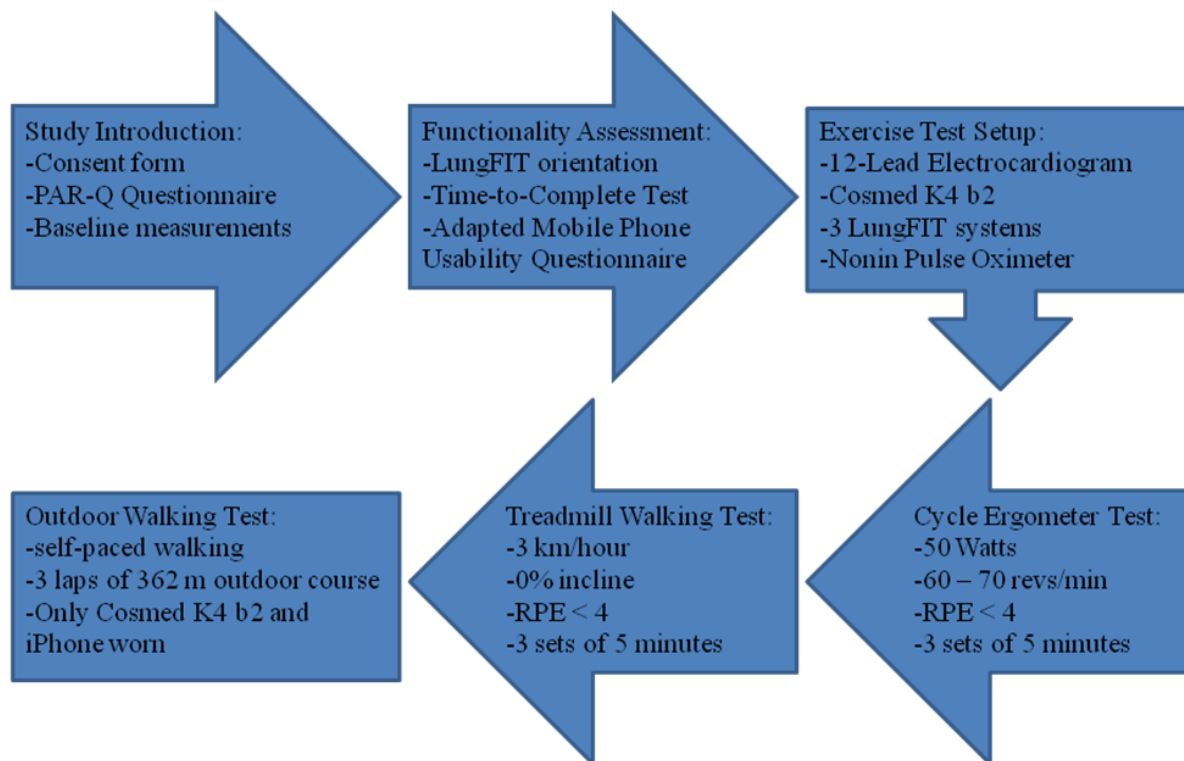 Study Introduction:
-Consent form
-PAR-Q Questionnaire
-Baseline measurements
Functionality Assessment:
-LungFIT orientation
-Time-to-Complete Test
-Adapted Mobile Phone
Usability Questionnaire
Exercise Test Setup:
-12-Lead Electrocardiogram
-Cosmed K4 b2
-3 LungFIT systems
-Nonin Pulse Oximeter
Cycle Ergometer Test:
-50 Watts
-60 – 70 revs/min
-RPE < 4
-3 sets of 5 minutes
Treadmill Walking Test:
-3 km/hour
-0% incline
-RPE < 4
-3 sets of 5 minutes
Outdoor Walking Test:
-self-paced walking
-3 laps of 362 m outdoor course
-Only Cosmed K4 b2 and
iPhone worn